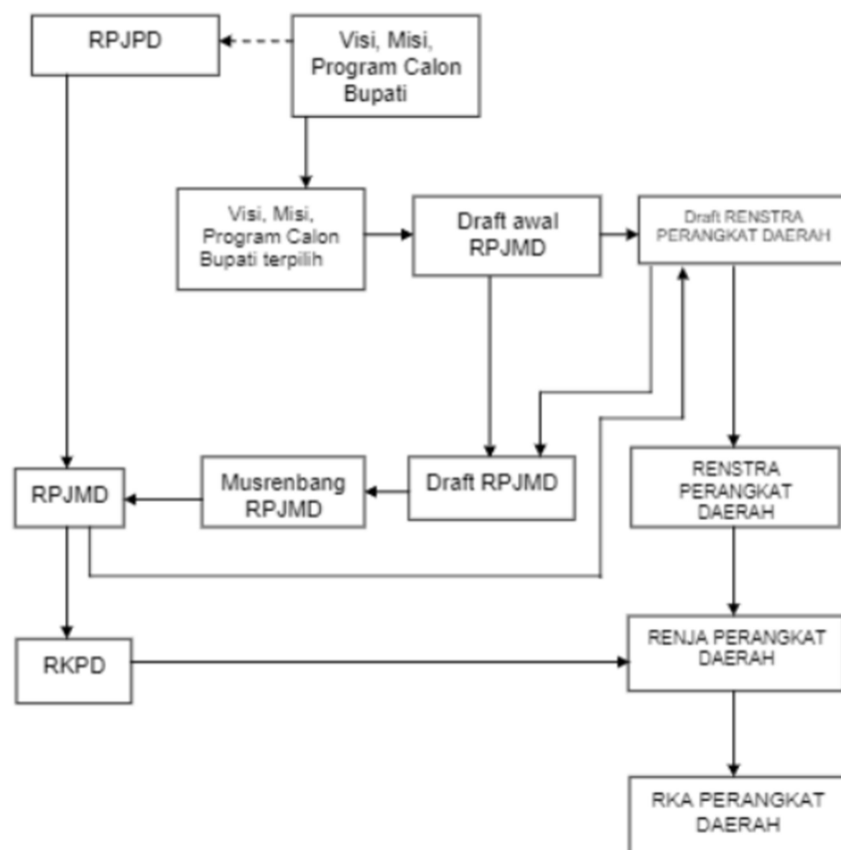 RPJPD
Visi, Misi,
Program Calon
Bupati
Visi, Misi,
Program Calon
Bupati terpilih
Draft awal
RPJMD
Draft RENSTRA
PERANGKAT DAERAH
RPJMD
Musrenbang
RPJMD
Draft RPJMD
RENSTRA
PERANGKAT
DAERAH
RKPD
RENJA PERANGKAT
DAERAH
RKA PERANGKAT
DAERAH